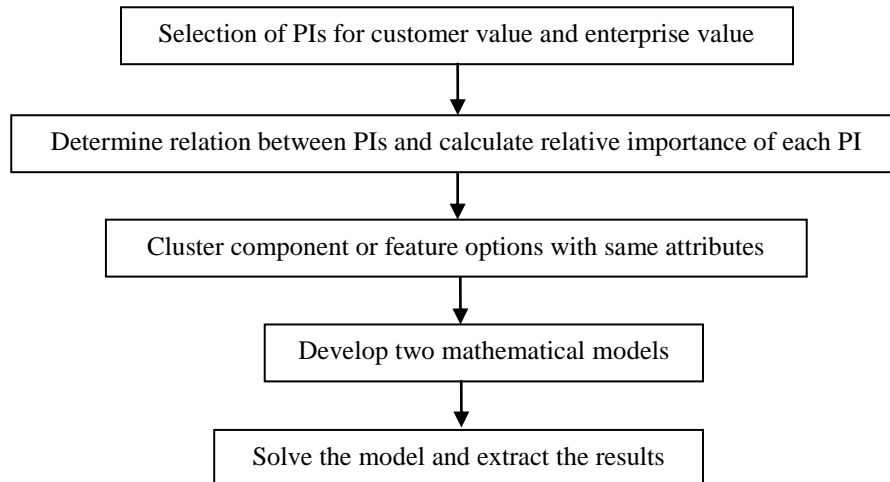 Selection of PIs for customer value and enterprise value
Determine relation between PIs and calculate relative importance of each PI
Cluster component or feature options with same attributes
Develop two mathematical models
Solve the model and extract the results